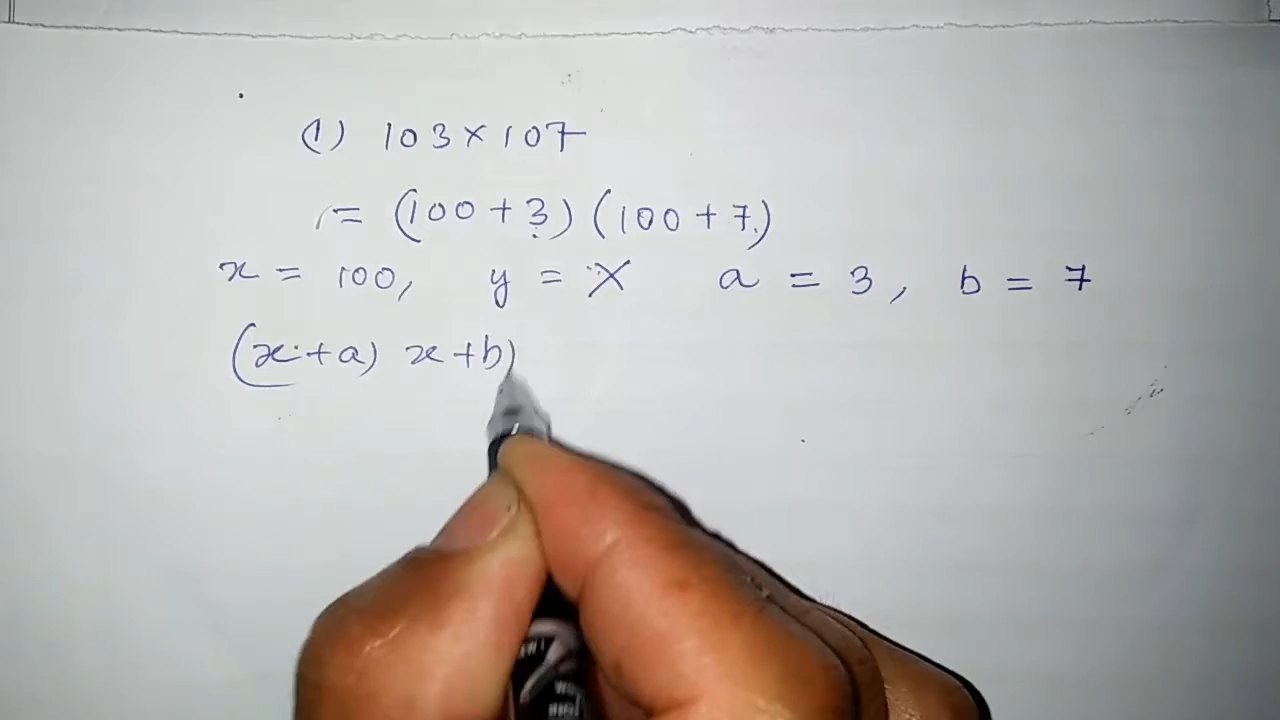 (1) 103 × 107
= (100 + 3) (100 + 7)
x = 100, y = X a = 3, b = 7
(x + a) x + b)